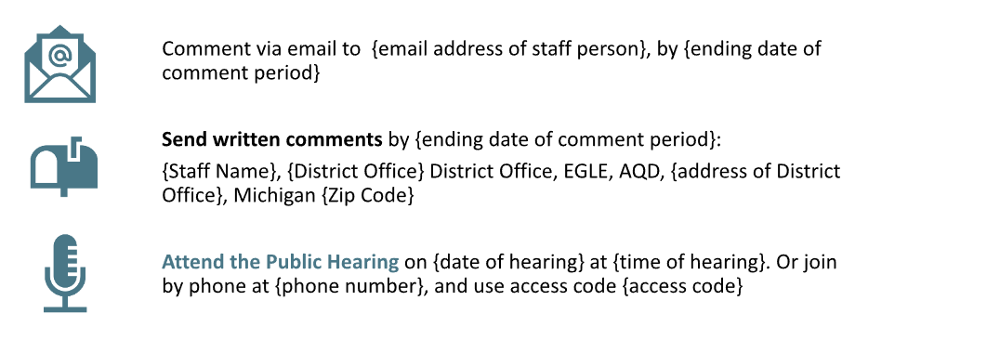 @
Comment via email to  {email address of staff person}, by {ending date of
comment period}
Send written comments by {ending date of comment period}:
{Staff Name}, {District Office} District Office, EGLE, AQD, {address of District
Office}, Michigan {Zip Code}
Attend the Public Hearing on {date of hearing} at {time of hearing}. Or join
by phone at {phone number}, and use access code {access code}